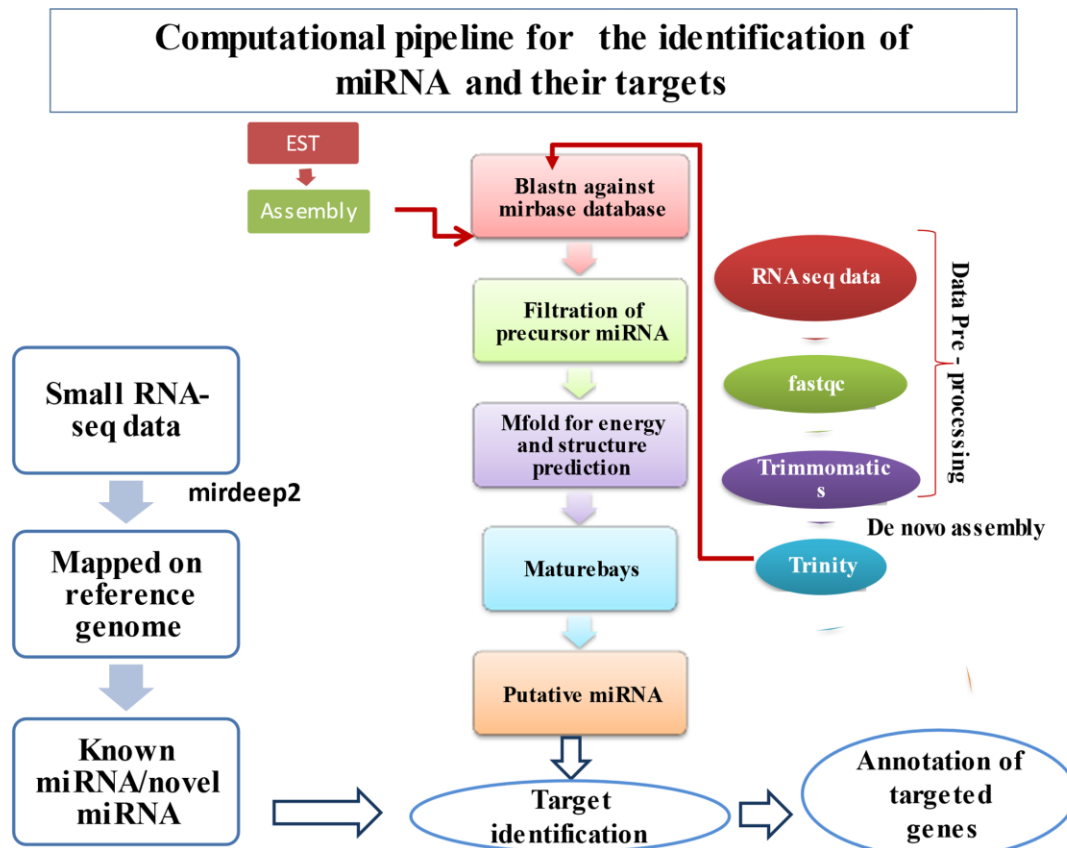 Computational pipeline for the identification of
miRNA and their targets
EST
Assembly
Blastn against
mirbase database
Filtration of
precursor miRNA
Mfold for energy
and structure
prediction
Maturebays
Putative miRNA
RNA seq data
fastqc
Trimmomatic
s
Data Pre - processing
De novo assembly
Trinity
Small RNA-
seq data
mirdeep2
Mapped on
reference
genome
Known
miRNA/novel
miRNA
Target
identification
Annotation of
targeted
genes